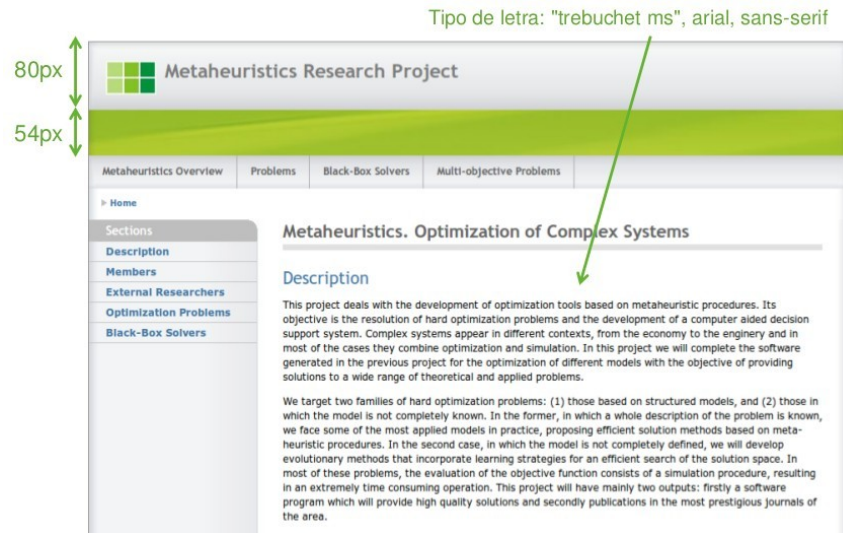 Tipo de letra: "trebuchet ms", arial, sans-serif
80px
Metaheuristics Research Project
54px
Metaheuristics Overview Problems Black-Box Solvers Multi-objective Problems
Home
Sections
Description
Members
External Researchers
Optimization Problems
Black-Box Solvers
Metaheuristics. Optimization of Complex Systems
Description
This project deals with the development of optimization tools based on metaheuristic procedures. Its
objective is the resolution of hard optimization problems and the development of a computer aided decision
support system. Complex systems appear in different contexts, from the economy to the enginery and in
most of the cases they combine optimization and simulation. In this project we will complete the software
generated in the previous project for the optimization of different models with the objective of providing
solutions to a wide range of theoretical and applied problems.
We target two families of hard optimization problems: (1) those based on structured models, and (2) those in
which the model is not completely known. In the former, in which a whole description of the problem is known,
we face some of the most applied models in practice, proposing efficient solution methods based on meta-
heuristic procedures. In the second case, in which the model is not completely defined, we will develop
evolutionary methods that incorporate learning strategies for an efficient search of the solution space. In
most of these problems, the evaluation of the objective function consists of a simulation procedure, resulting
in an extremely time consuming operation. This project will have mainly two outputs: firstly a software
program which will provide high quality solutions and secondly publications in the most prestigious journals of
the area.